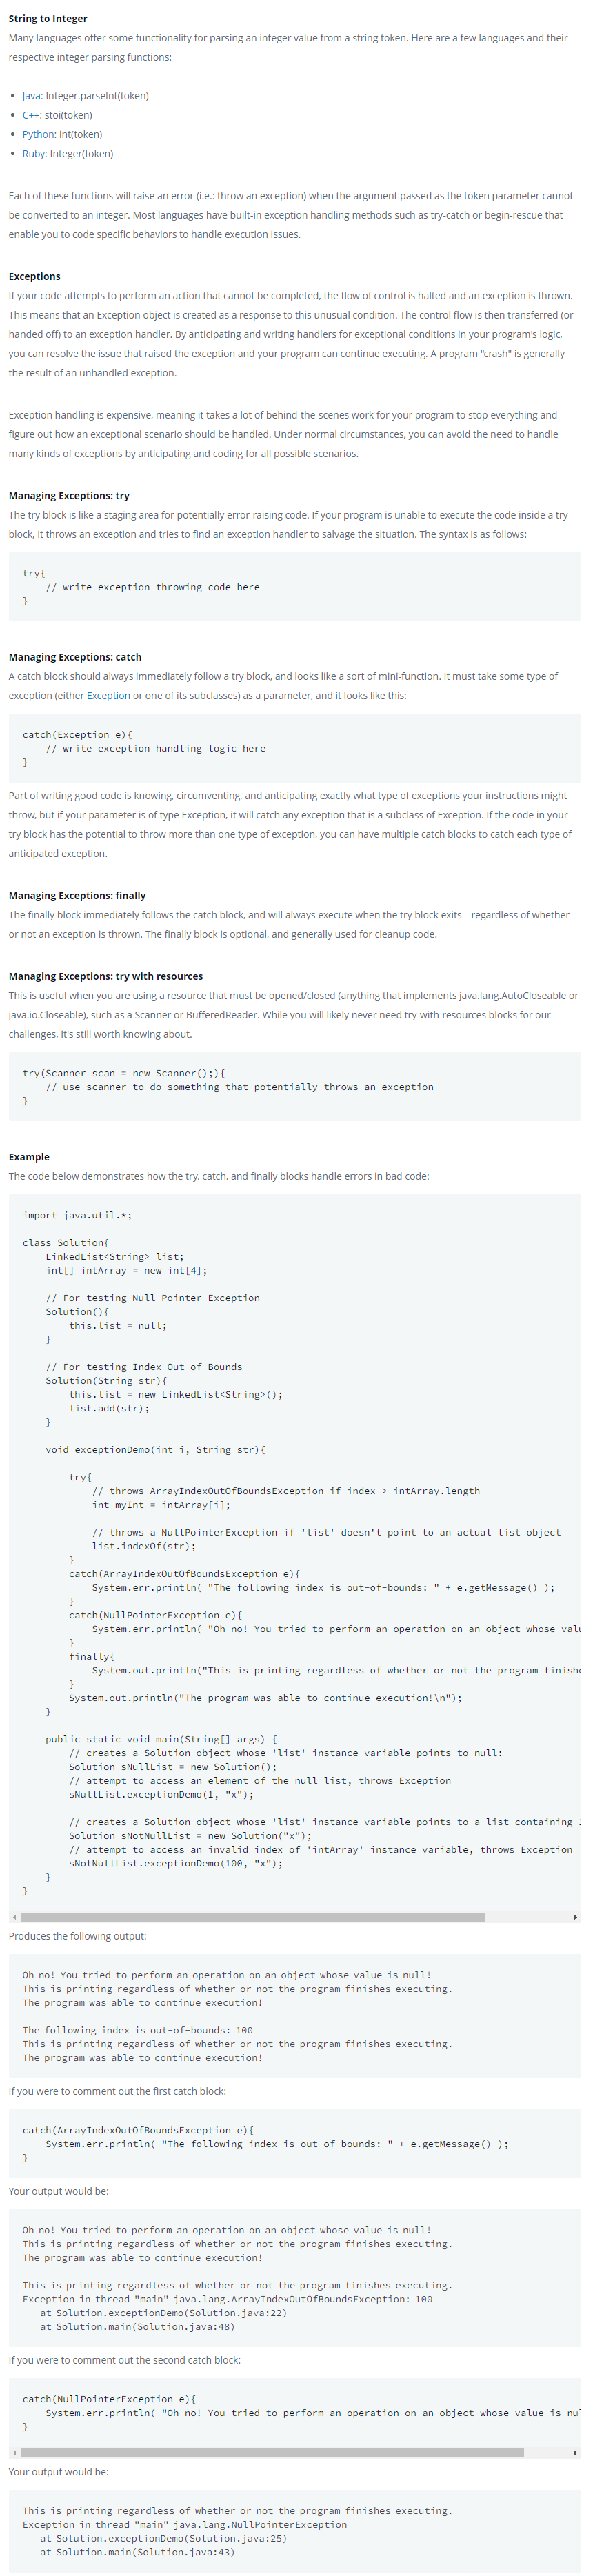 String to Integer
Many languages offer some functionality for parsing an integer value from a string token. Here are a few languages and their
respective integer parsing functions:
• Java: Integer.parseInt(token)
• C++: stoi(token)
• Python: int(token)
• Ruby: Integer(token)
Each of these functions will raise an error (i.e.: throw an exception) when the argument passed as the token parameter cannot
be converted to an integer. Most languages have built-in exception handling methods such as try-catch or begin-rescue that
enable you to code specific behaviors to handle execution issues.
Exceptions
If your code attempts to perform an action that cannot be completed, the flow of control is halted and an exception is thrown.
This means that an Exception object is created as a response to this unusual condition. The control flow is then transferred (or
handed off) to an exception handler. By anticipating and writing handlers for exceptional conditions in your program's logic,
you can resolve the issue that raised the exception and your program can continue executing. A program "crash" is generally
the result of an unhandled exception.
Exception handling is expensive, meaning it takes a lot of behind-the-scenes work for your program to stop everything and
figure out how an exceptional scenario should be handled. Under normal circumstances, you can avoid the need to handle
many kinds of exceptions by anticipating and coding for all possible scenarios.
Managing Exceptions: try
The try block is like a staging area for potentially error-raising code. If your program is unable to execute the code inside a try
block, it throws an exception and tries to find an exception handler to salvage the situation. The syntax is as follows:
try{
    // write exception-throwing code here
}
Managing Exceptions: catch
A catch block should always immediately follow a try block, and looks like a sort of mini-function. It must take some type of
exception (either Exception or one of its subclasses) as a parameter, and it looks like this:
catch(Exception e){
    // write exception handling logic here
}
Part of writing good code is knowing, circumventing, and anticipating exactly what type of exceptions your instructions might
throw, but if your parameter is of type Exception, it will catch any exception that is a subclass of Exception. If the code in your
try block has the potential to throw more than one type of exception, you can have multiple catch blocks to catch each type of
anticipated exception.
Managing Exceptions: finally
The finally block immediately follows the catch block, and will always execute when the try block exits—regardless of whether
or not an exception is thrown. The finally block is optional, and generally used for cleanup code.
Managing Exceptions: try with resources
This is useful when you are using a resource that must be opened/closed (anything that implements java.lang.AutoCloseable or
java.io.Closeable), such as a Scanner or BufferedReader. While you will likely never need try-with-resources blocks for our
challenges, it's still worth knowing about.
try(Scanner scan = new Scanner();){
    // use scanner to do something that potentially throws an exception
}
Example
The code below demonstrates how the try, catch, and finally blocks handle errors in bad code:
import java.util.*;
class Solution{
    LinkedList<String> list;
    int[] intArray = new int[4];
    // For testing Null Pointer Exception
    Solution(){
        this.list = null;
    }
    // For testing Index Out of Bounds
    Solution(String str){
        this.list = new LinkedList<String>();
        list.add(str);
    }
    void exceptionDemo(int i, String str){
        try{
            // throws ArrayIndexOutOfBoundsException if index > intArray.length
            int myInt = intArray[i];
            // throws a NullPointerException if 'list' doesn't point to an actual list object
            list.indexOf(str);
        }
        catch(ArrayIndexOutOfBoundsException e){
            System.err.println( "The following index is out-of-bounds: " + e.getMessage() );
        }
        catch(NullPointerException e){
            System.err.println( "Oh no! You tried to perform an operation on an object whose valu
        }
        finally{
            System.out.println("This is printing regardless of whether or not the program finishe
        }
        System.out.println("The program was able to continue execution!\n");
    }
    public static void main(String[] args) {
        // creates a Solution object whose 'list' instance variable points to null:
        Solution sNullList = new Solution();
        // attempt to access an element of the null list, throws Exception
        sNullList.exceptionDemo(1, "x");
        // creates a Solution object whose 'list' instance variable points to a list containing
        Solution sNotNullList = new Solution("x");
        // attempt to access an invalid index of 'intArray' instance variable, throws Exception
        sNotNullList.exceptionDemo(100, "x");
    }
}
Produces the following output:
Oh no! You tried to perform an operation on an object whose value is null!
This is printing regardless of whether or not the program finishes executing.
The program was able to continue execution!
The following index is out-of-bounds: 100
This is printing regardless of whether or not the program finishes executing.
The program was able to continue execution!
If you were to comment out the first catch block:
catch(ArrayIndexOutOfBoundsException e){
    System.err.println( "The following index is out-of-bounds: " + e.getMessage() );
}
Your output would be:
Oh no! You tried to perform an operation on an object whose value is null!
This is printing regardless of whether or not the program finishes executing.
The program was able to continue execution!
This is printing regardless of whether or not the program finishes executing.
Exception in thread "main" java.lang.ArrayIndexOutOfBoundsException: 100
   at Solution.exceptionDemo(Solution.java:22)
   at Solution.main(Solution.java:48)
If you were to comment out the second catch block:
catch(NullPointerException e){
    System.err.println( "Oh no! You tried to perform an operation on an object whose value is nul
}
Your output would be:
This is printing regardless of whether or not the program finishes executing.
Exception in thread "main" java.lang.NullPointerException
   at Solution.exceptionDemo(Solution.java:25)
   at Solution.main(Solution.java:43)